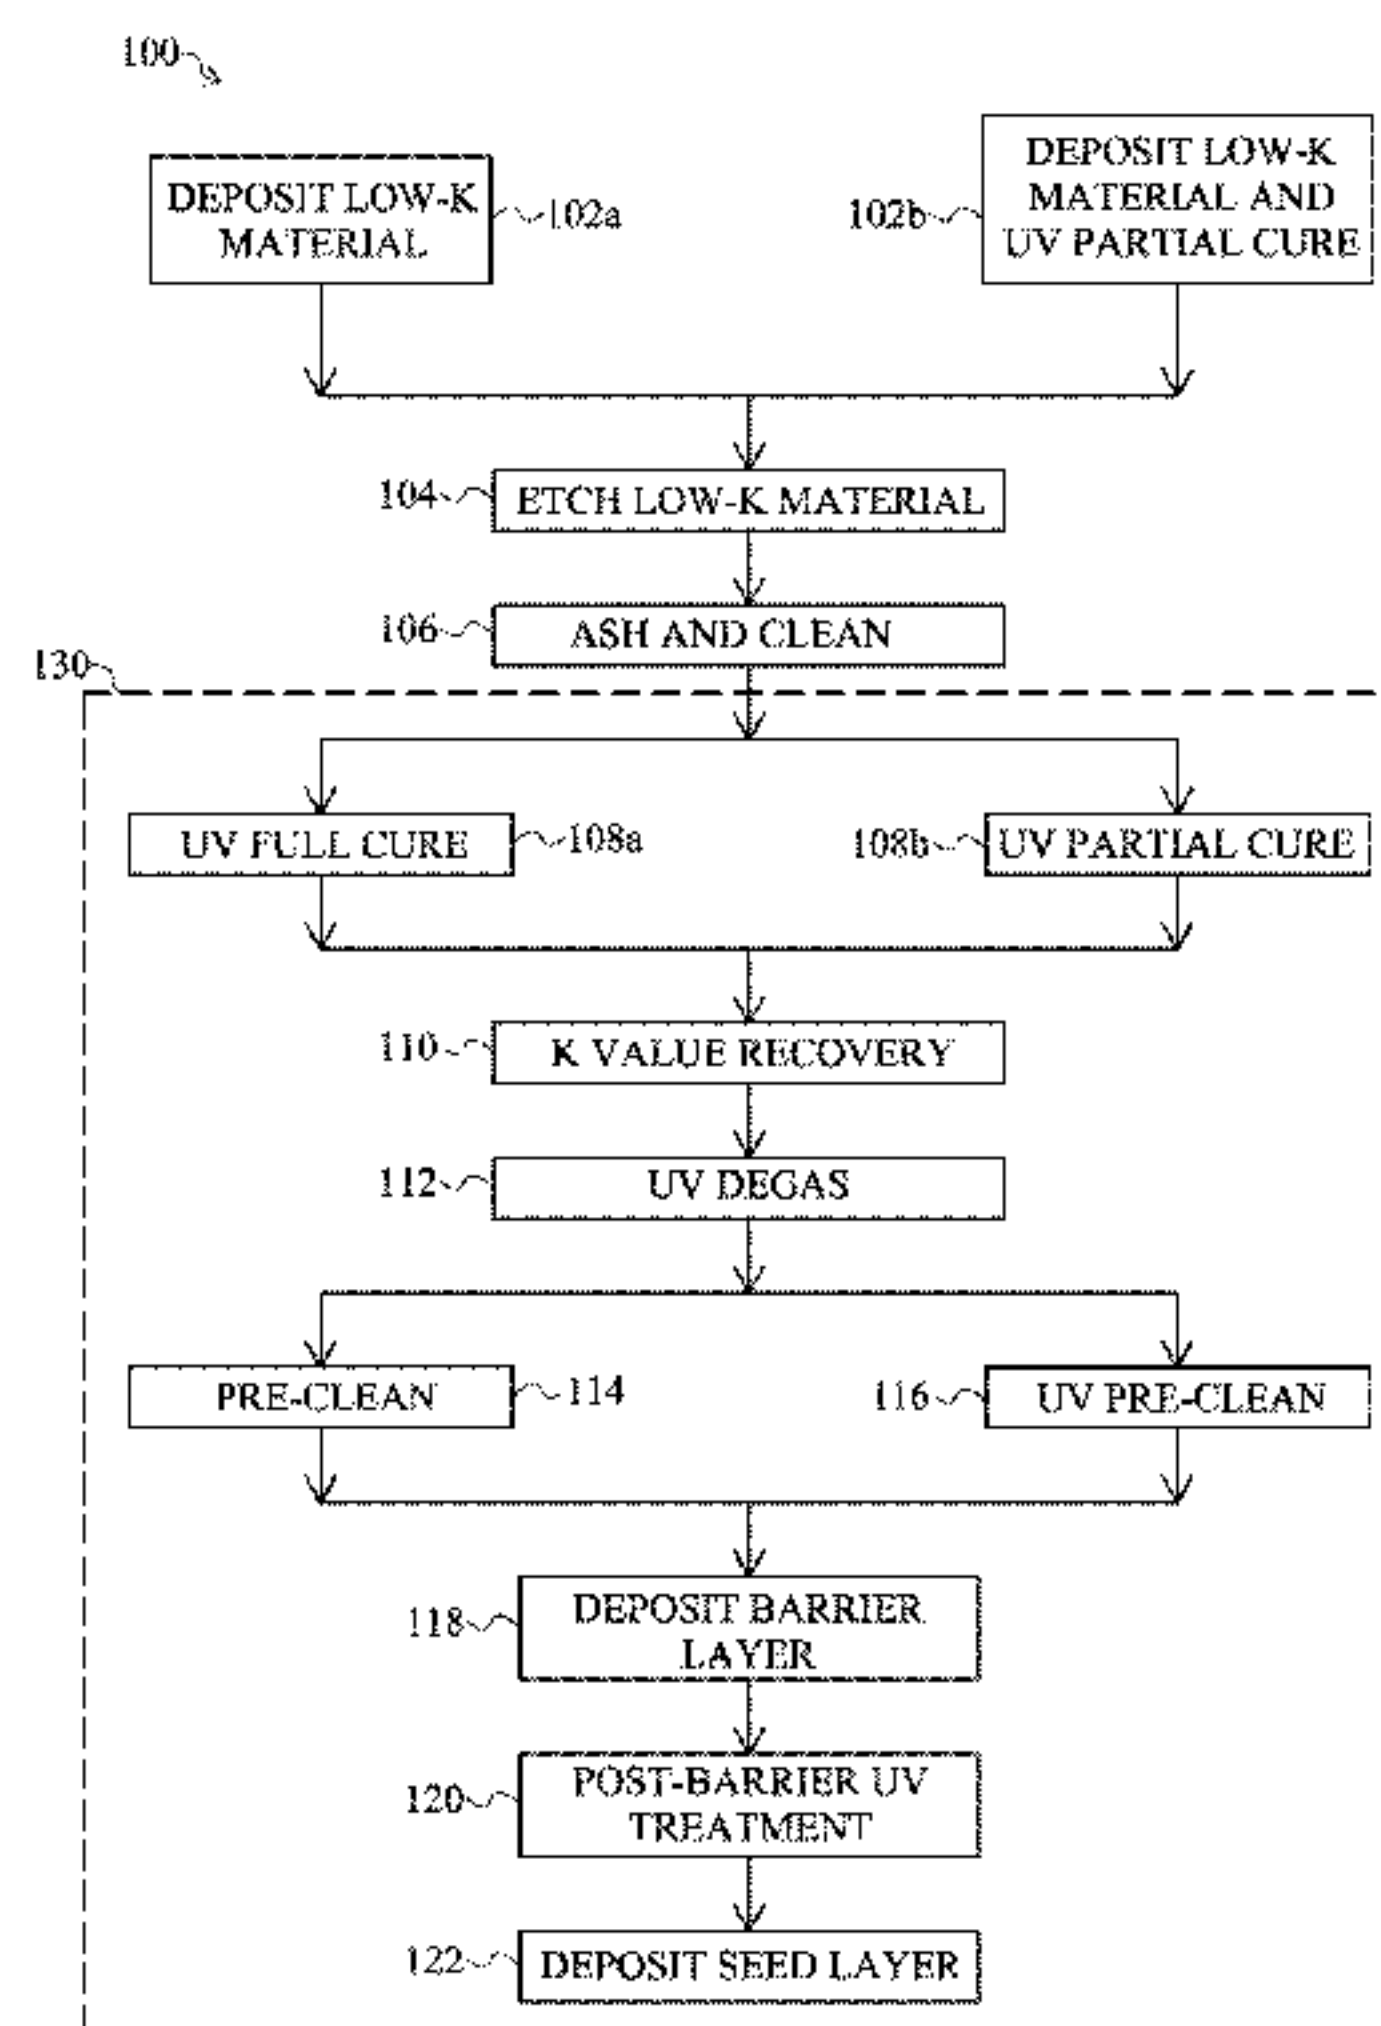 100
DEPOSIT LOW-K
MATERIAL
102a
102b
DEPOSIT LOW-K
MATERIAL AND
UV PARTIAL CURE
104
ETCH LOW-K MATERIAL
106
ASH AND CLEAN
130
UV FULL CURE
108a
108b
UV PARTIAL CURE
110
K VALUE RECOVERY
112
UV DEGAS
PRE-CLEAN
114
116
UV PRE-CLEAN
118
DEPOSIT BARRIER
LAYER
120
POST-BARRIER UV
TREATMENT
122
DEPOSIT SEED LAYER